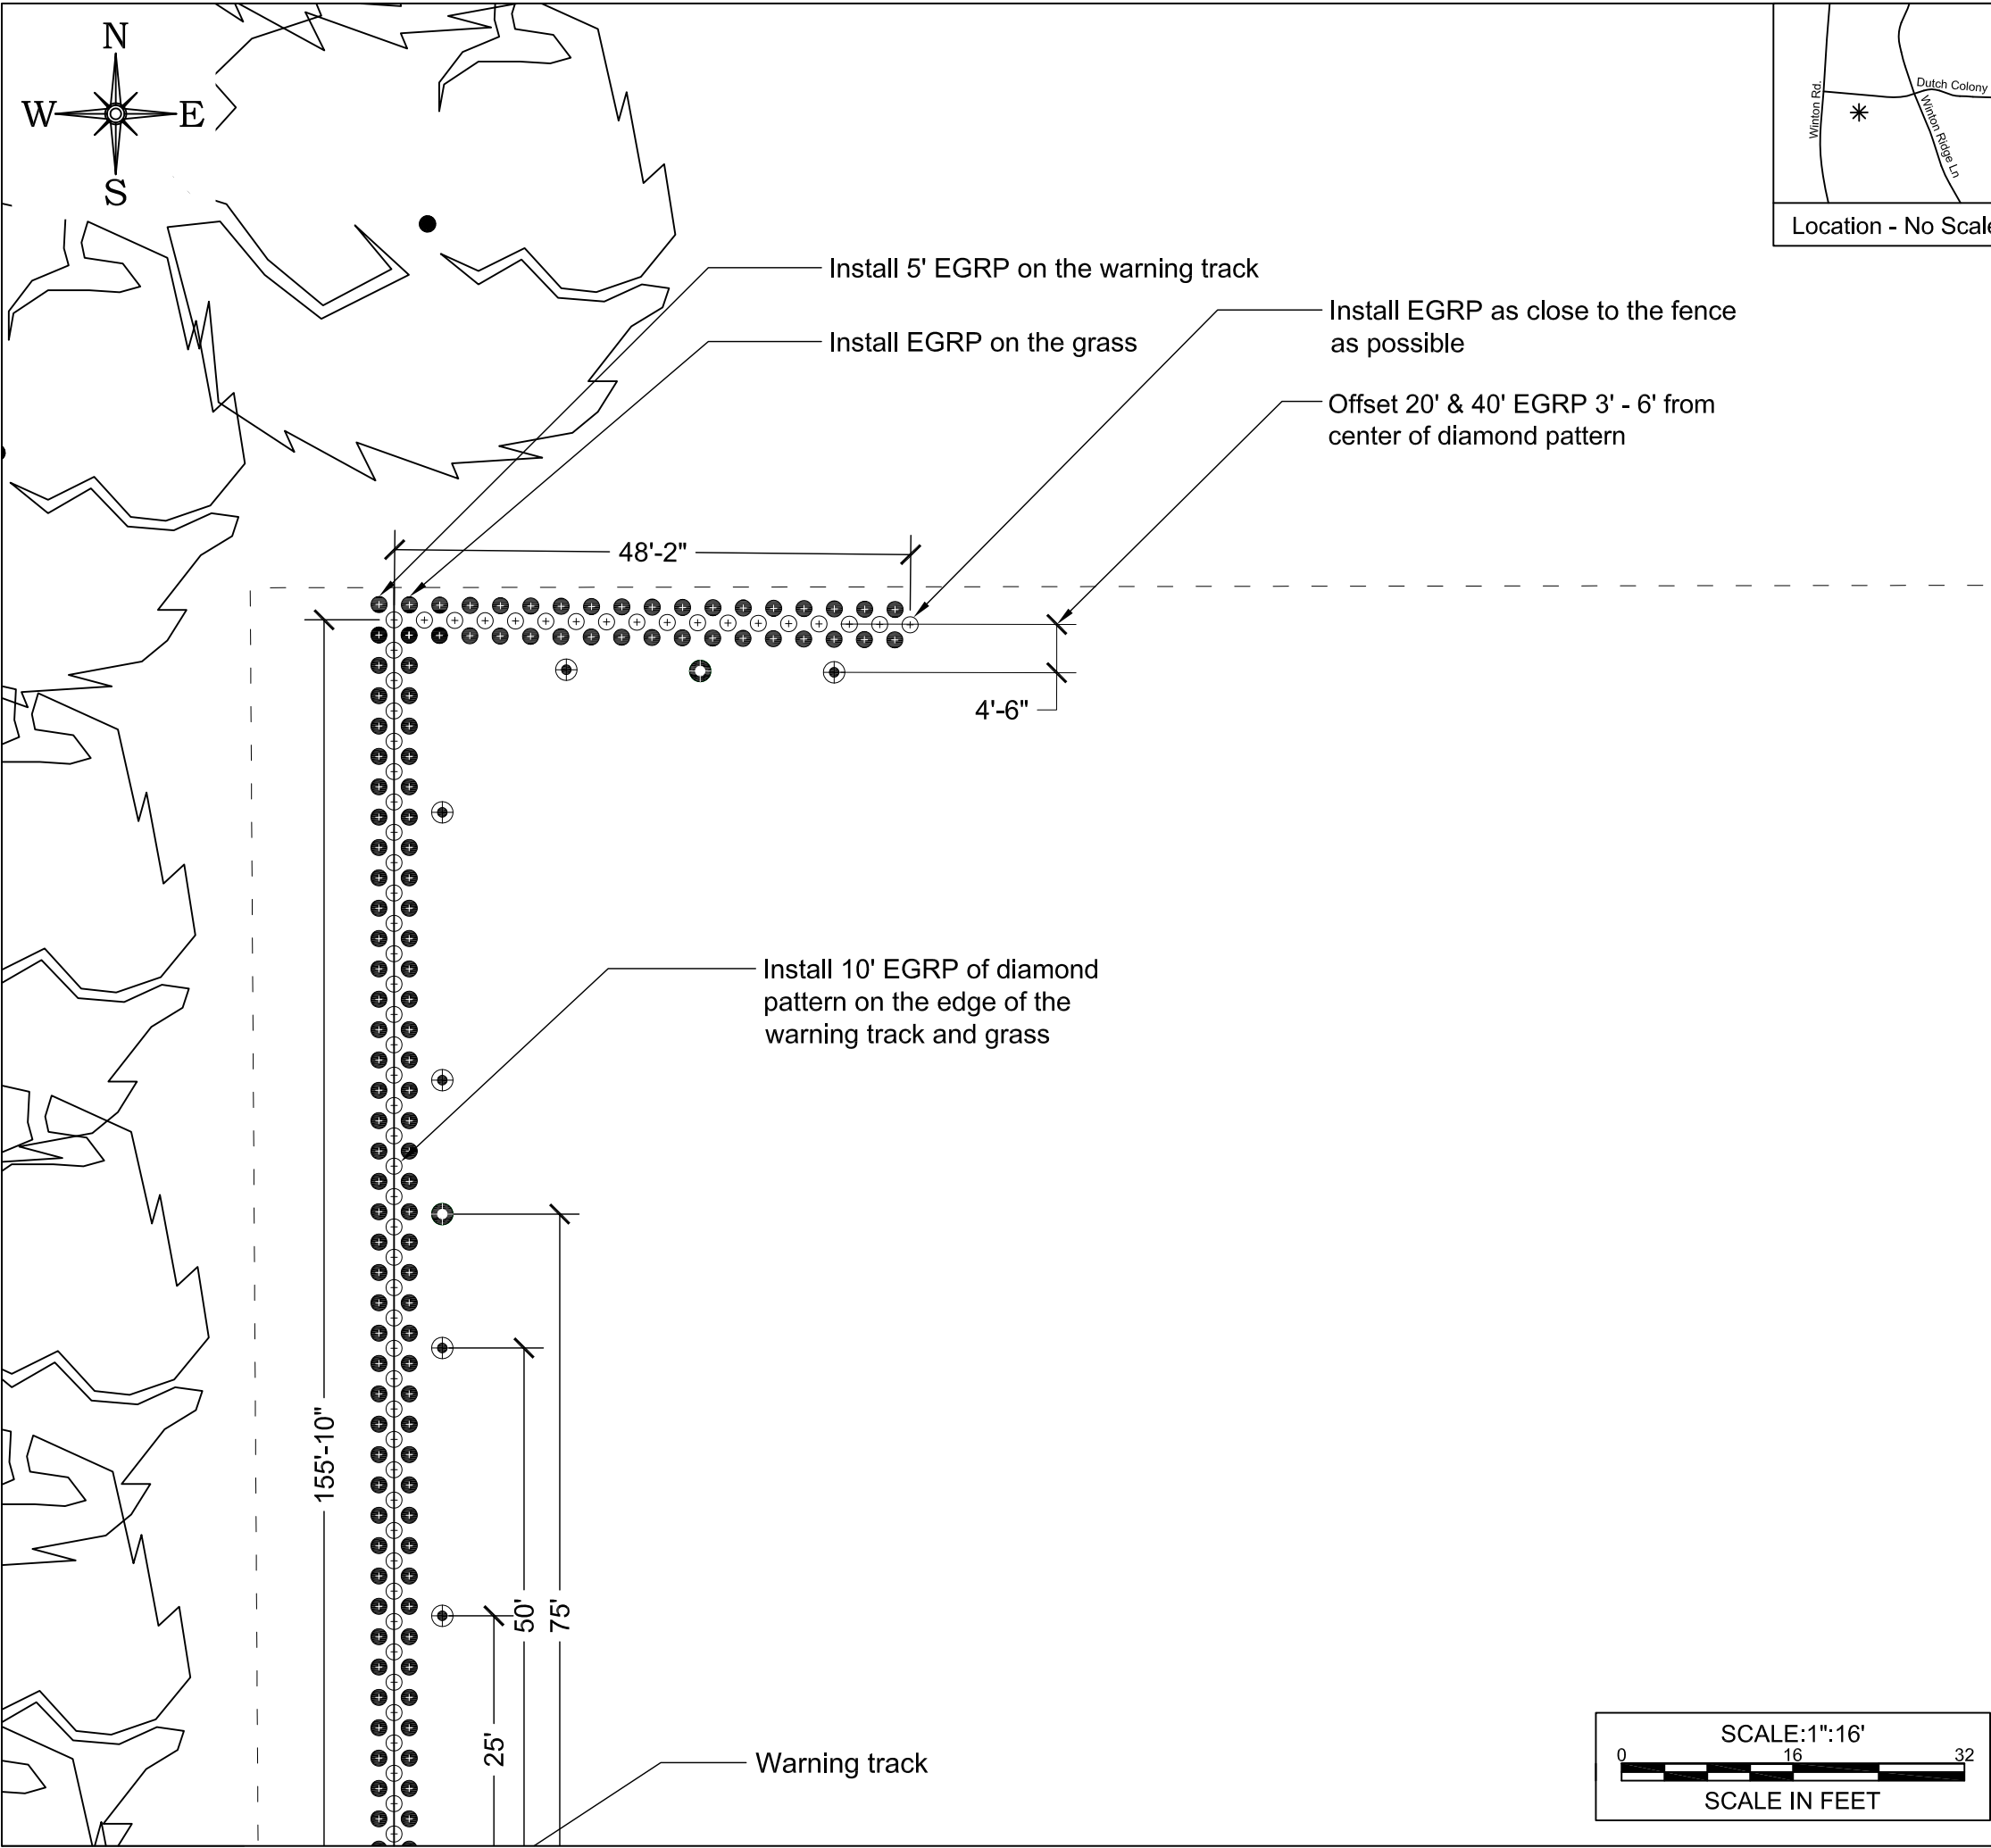 N
W E
S
Winton Rd.
Dutch Colony
Winton Ridge Ln
Location - No Scale
Install 5' EGRP on the warning track
Install EGRP on the grass
Install EGRP as close to the fence
as possible
Offset 20' & 40' EGRP 3' - 6' from
center of diamond pattern
48'-2"
4'-6"
Install 10' EGRP of diamond
pattern on the edge of the
warning track and grass
155'-10"
50'
75'
25'
Warning track
SCALE:1":16'
0 16 32
SCALE IN FEET